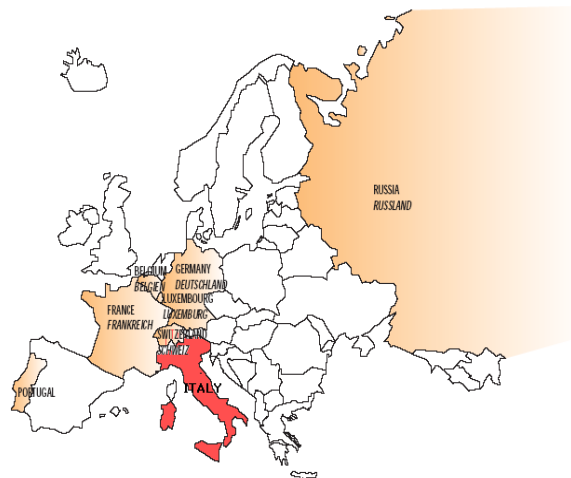 RUSSIA
RUSSLAND
BELGIUM
BELGIEN
GERMANY
DEUTSCHLAND
LUXEMBOURG
LUXEMBURG
FRANCE
FRANKREICH
SWITZERLAND
SCHWEIZ
PORTUGAL
ITALY